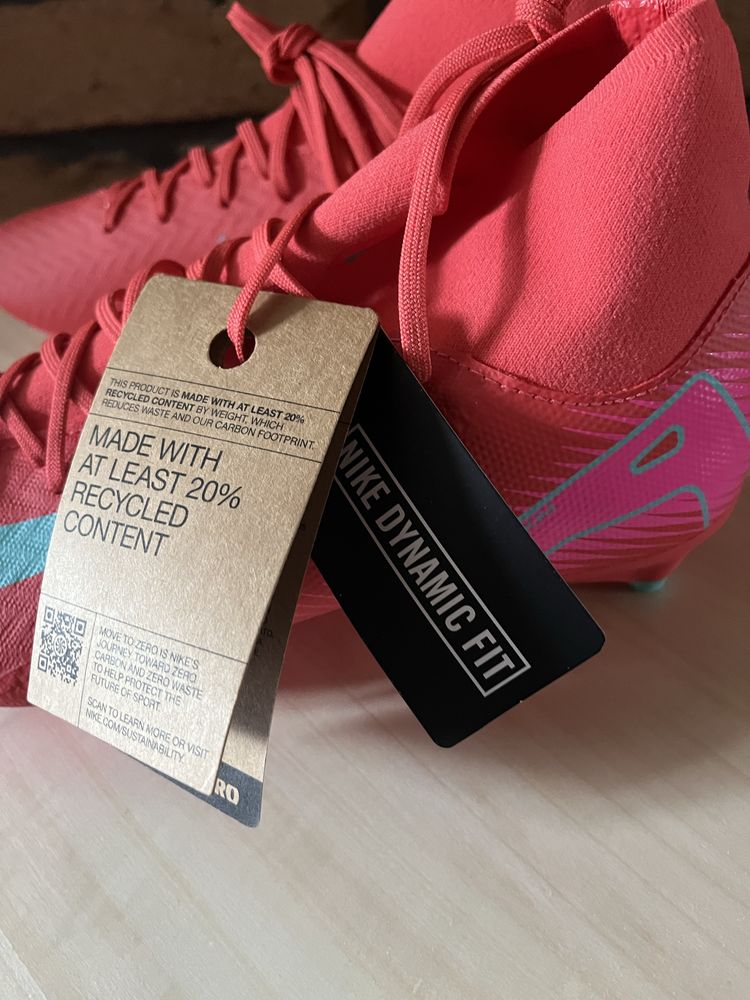 THIS PRODUCT IS MADE WITH AT LEAST 20%
RECYCLED CONTENT BY WEIGHT, WHICH
REDUCES WASTE AND OUR CARBON FOOTPRINT.
MADE WITH
AT LEAST 20%
RECYCLED
CONTENT
MOVE TO ZERO IS NIKE'S
JOURNEY TOWARD ZERO
CARBON AND ZERO WASTE
TO HELP PROTECT THE
FUTURE OF SPORT.
SCAN TO LEARN MORE OR VISIT
NIKE.COM/SUSTAINABILITY.
RO
NIKE DYNAMIC FIT